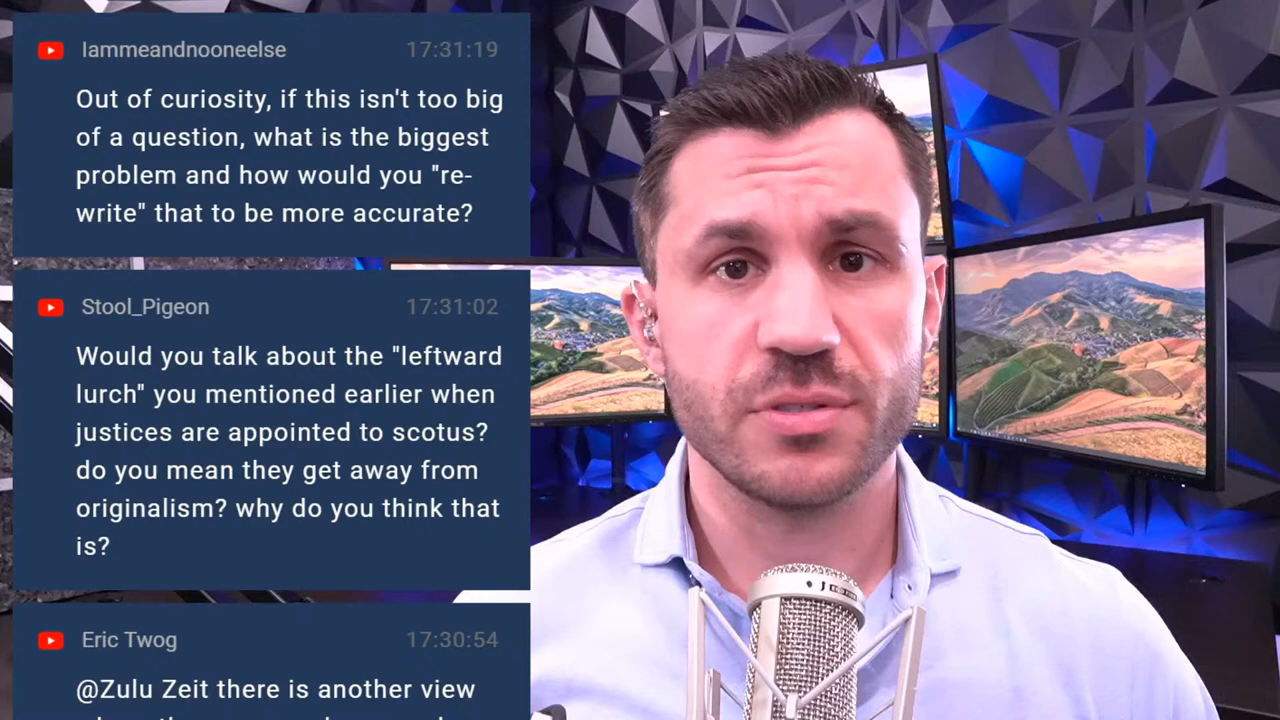 Iammeandnooneelse 17:31:19
Out of curiosity, if this isn't too big
of a question, what is the biggest
problem and how would you "re-
write" that to be more accurate?
Stool_Pigeon 17:31:02
Would you talk about the "leftward
lurch" you mentioned earlier when
justices are appointed to scotus?
do you mean they get away from
originalism? why do you think that
is?
Eric Twog 17:30:54
@Zulu Zeit there is another view